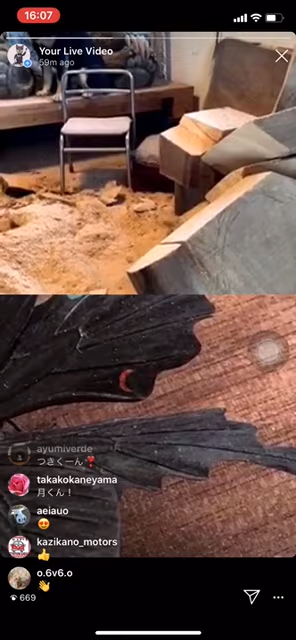 16:07
Your Live Video
59m ago
ayumiverde
つきくーん❣️
takakokaneyama
月くん！
aeiauo
😍
kazikano_motors
👍
o.6v6.o
👋
669